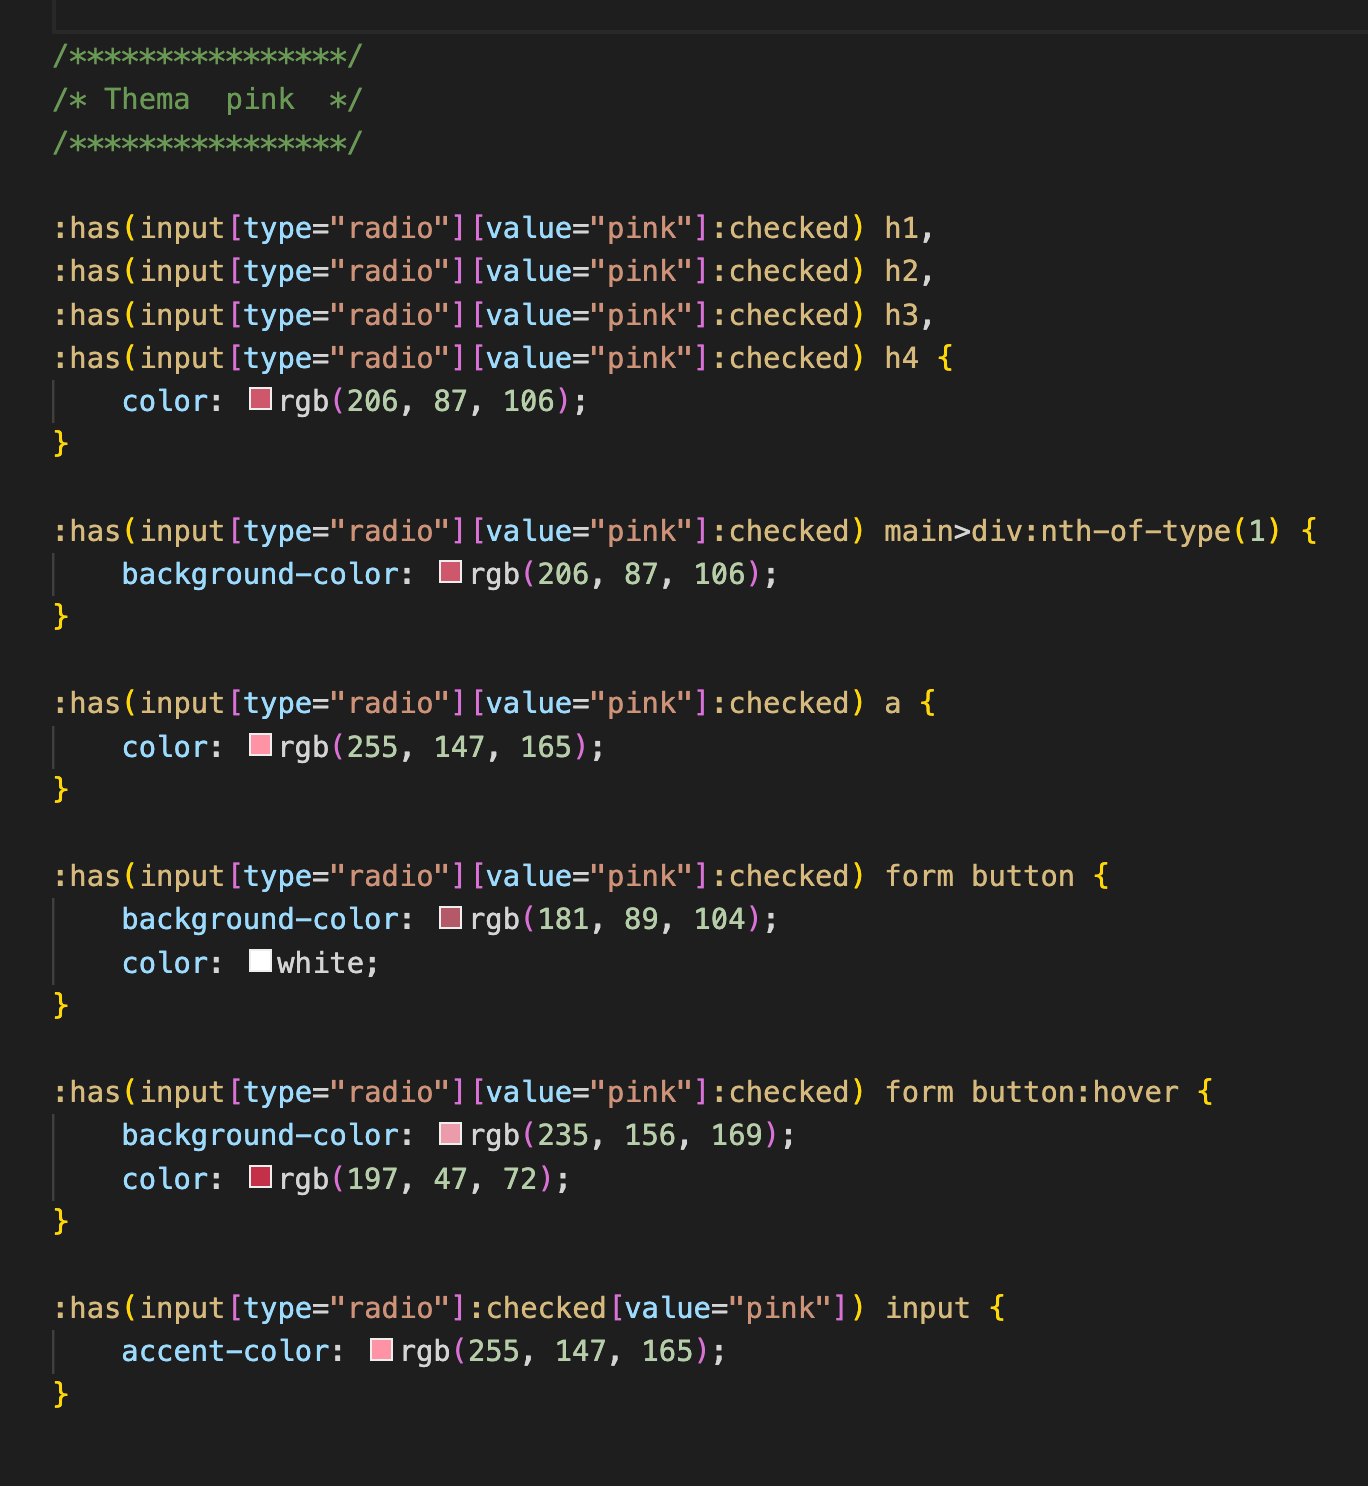 /****************/
/* Thema  pink  */
/****************/
:has(input[type="radio"][value="pink"]:checked) h1,
:has(input[type="radio"][value="pink"]:checked) h2,
:has(input[type="radio"][value="pink"]:checked) h3,
:has(input[type="radio"][value="pink"]:checked) h4 {
    color: rgb(206, 87, 106);
}
:has(input[type="radio"][value="pink"]:checked) main>div:nth-of-type(1) {
    background-color: rgb(206, 87, 106);
}
:has(input[type="radio"][value="pink"]:checked) a {
    color: rgb(255, 147, 165);
}
:has(input[type="radio"][value="pink"]:checked) form button {
    background-color: rgb(181, 89, 104);
    color: white;
}
:has(input[type="radio"][value="pink"]:checked) form button:hover {
    background-color: rgb(235, 156, 169);
    color: rgb(197, 47, 72);
}
:has(input[type="radio"]:checked[value="pink"]) input {
    accent-color: rgb(255, 147, 165);
}